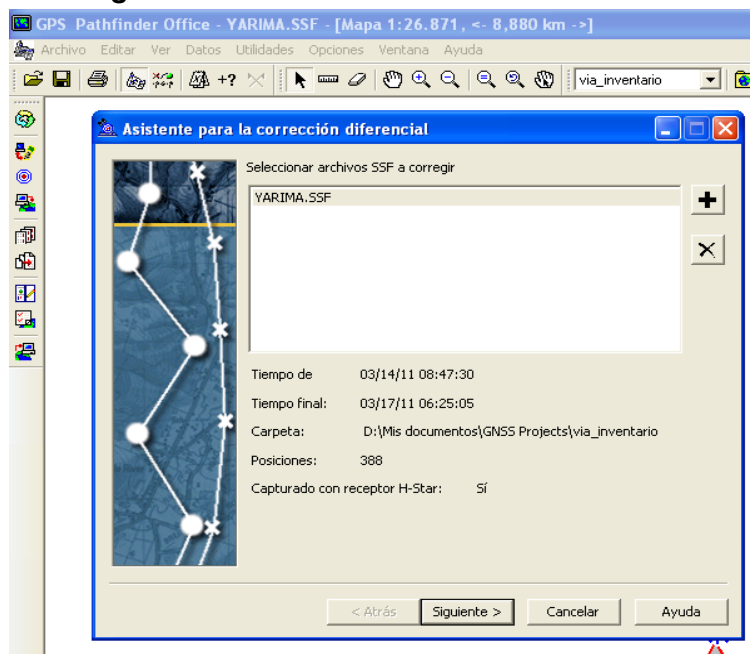 GPS Pathfinder Office - YARIMA.SSF - [Mapa 1:26.871, <- 8,880 km ->]
Archivo Editar Ver Datos Utilidades Opciones Ventana Ayuda
+? via_inventario
Asistente para la corrección diferencial
Seleccionar archivos SSF a corregir
YARIMA.SSF
Tiempo de 03/14/11 08:47:30
Tiempo final: 03/17/11 06:25:05
Carpeta: D:\Mis documentos\GNSS Projects\via_inventario
Posiciones: 388
Capturado con receptor H-Star: Sí
< Atrás Siguiente > Cancelar Ayuda